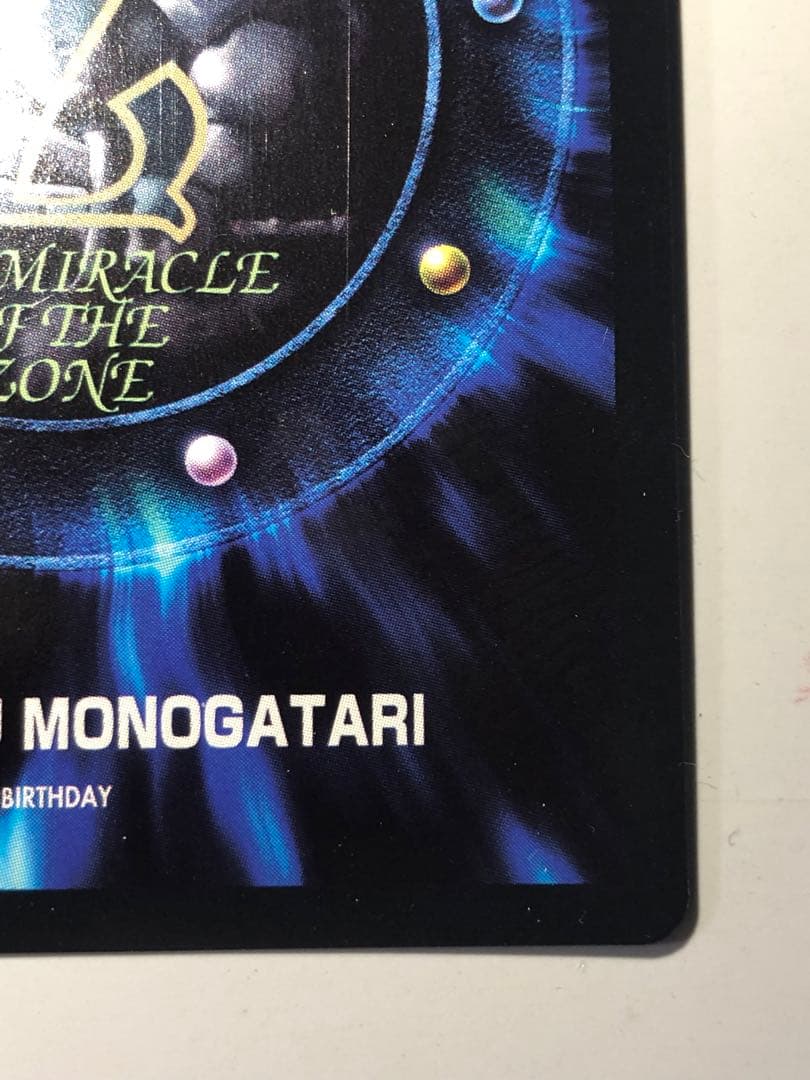 MIRACLE
F THE
ZONE
U MONOGATARI
BIRTHDAY